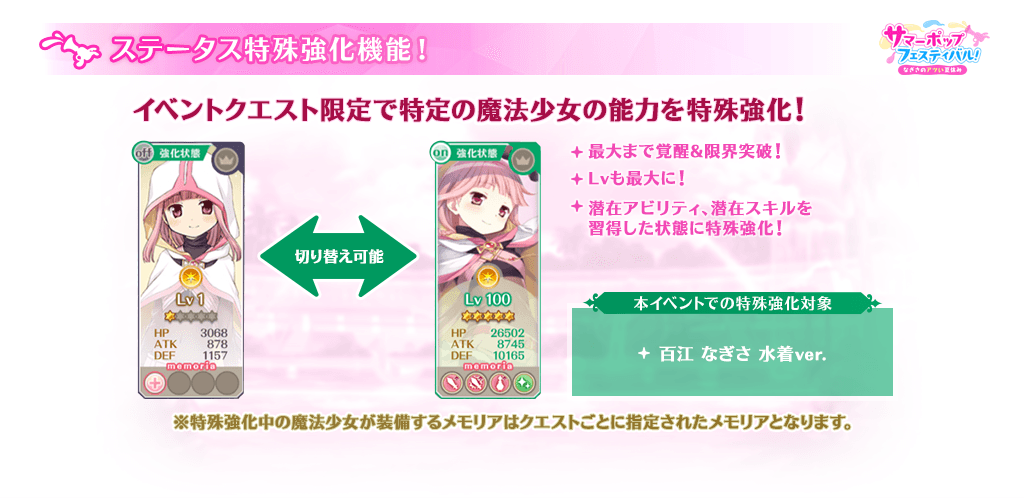 ステータス特殊強化機能！
サマーポップ
フェスティバル！
なぎさのアツい夏休み
イベントクエスト限定で特定の魔法少女の能力を特殊強化！
off 強化状態
Lv 1
HP 3068
ATK 878
DEF 1157
memoria
切り替え可能
on 強化状態
Lv 100
HP 26502
ATK 8745
DEF 10165
memoria
最大まで覚醒&限界突破！
Lvも最大に！
潜在アビリティ、潜在スキルを
習得した状態に特殊強化！
本イベントでの特殊強化対象
百江 なぎさ 水着ver.
※特殊強化中の魔法少女が装備するメモリアはクエストごとに指定されたメモリアとなります。